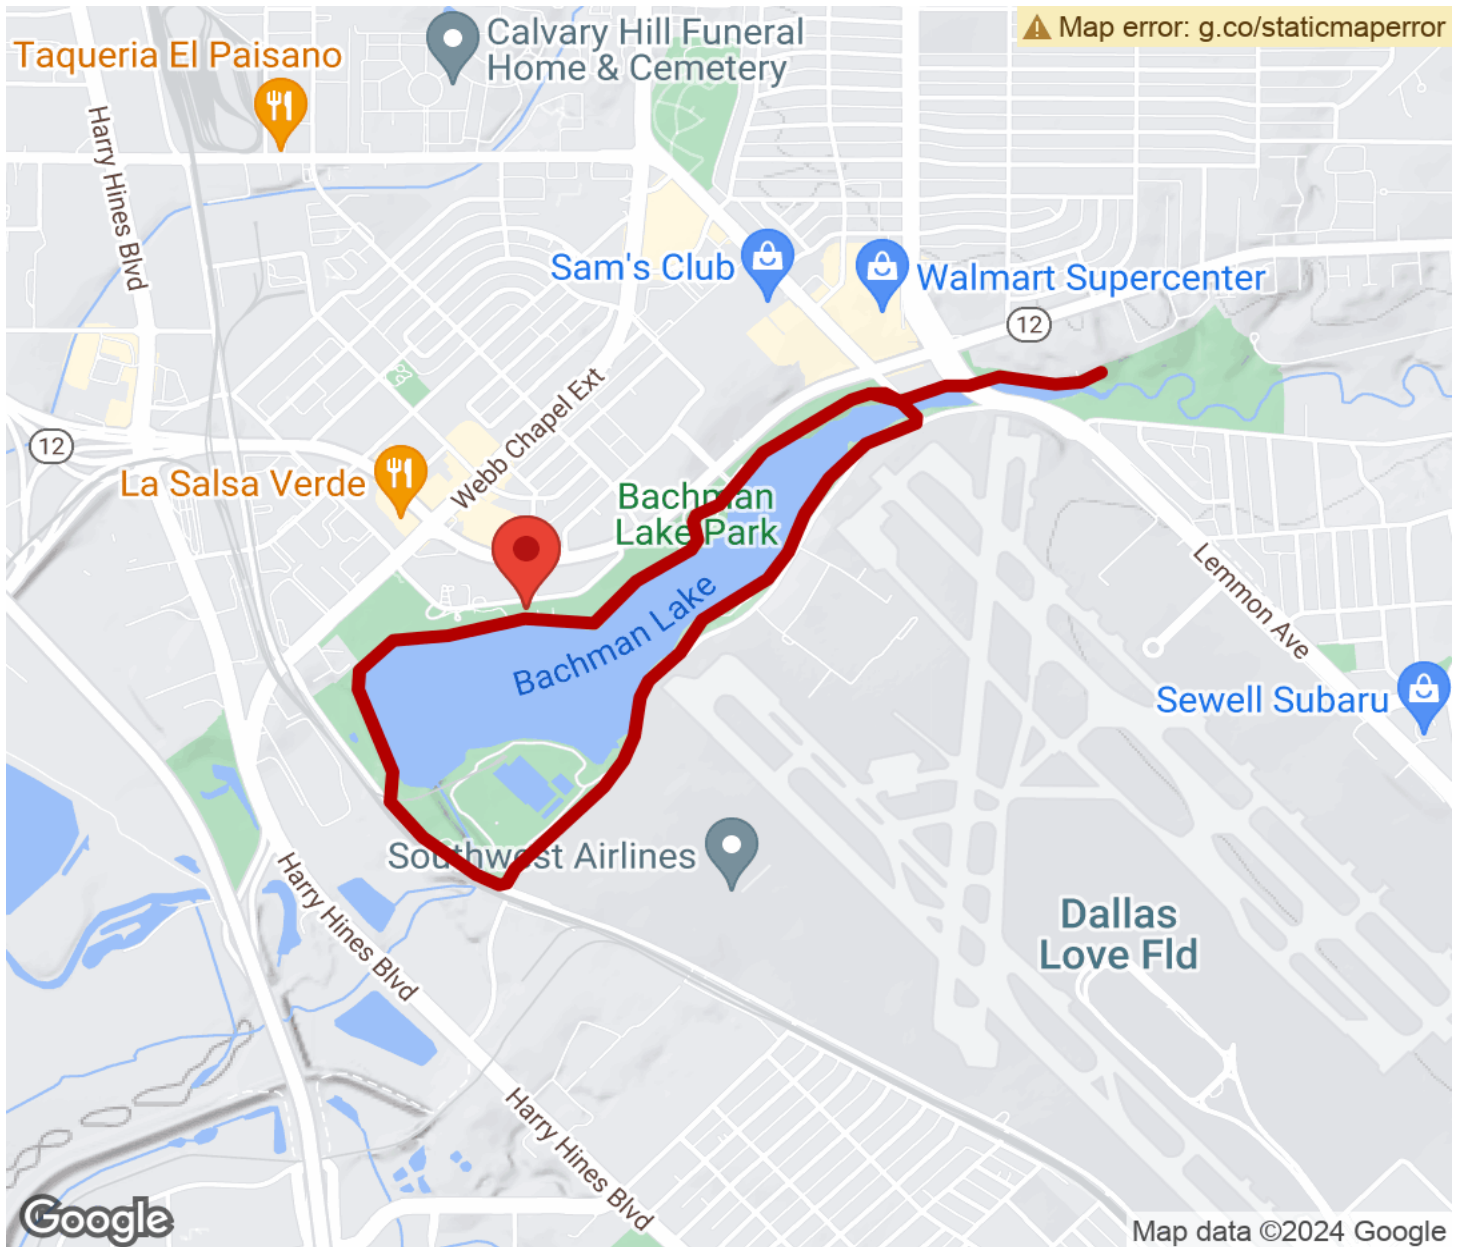 Map error: g.co/staticmaperror
Calvary Hill Funeral
Home & Cemetery
Taqueria El Paisano
Harry Hines Blvd
Sam's Club
Walmart Supercenter
12
Webb Chapel Ext
12
La Salsa Verde
Bachman
Lake Park
Lemmon Ave
Bachman Lake
Sewell Subaru
Southwest Airlines
Harry Hines Blvd
Dallas
Love Fld
Harry Hines Blvd
Google
Map data ©2024 Google